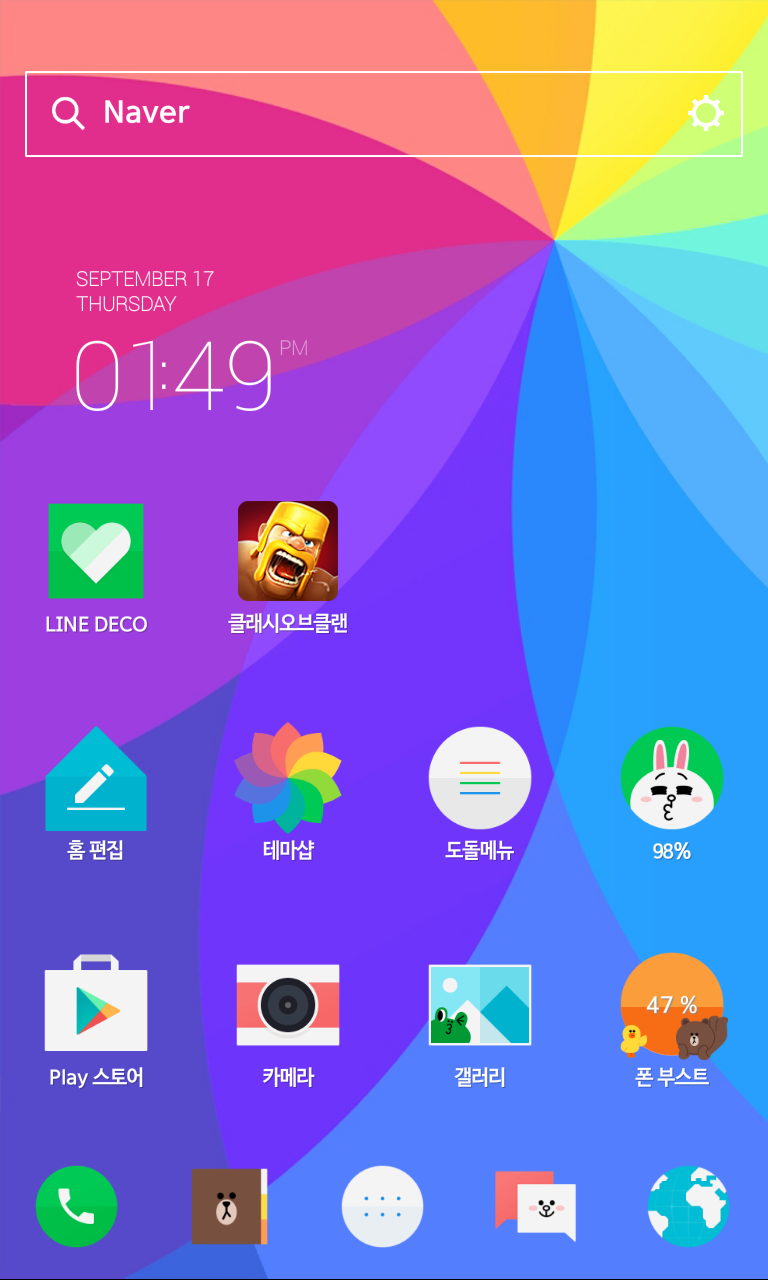 Naver
SEPTEMBER 17
THURSDAY
01:49 PM
LINE DECO
클래시오브클랜
홈 편집
테마샵
도돌메뉴
98%
47 %
Play 스토어
카메라
갤러리
폰 부스트